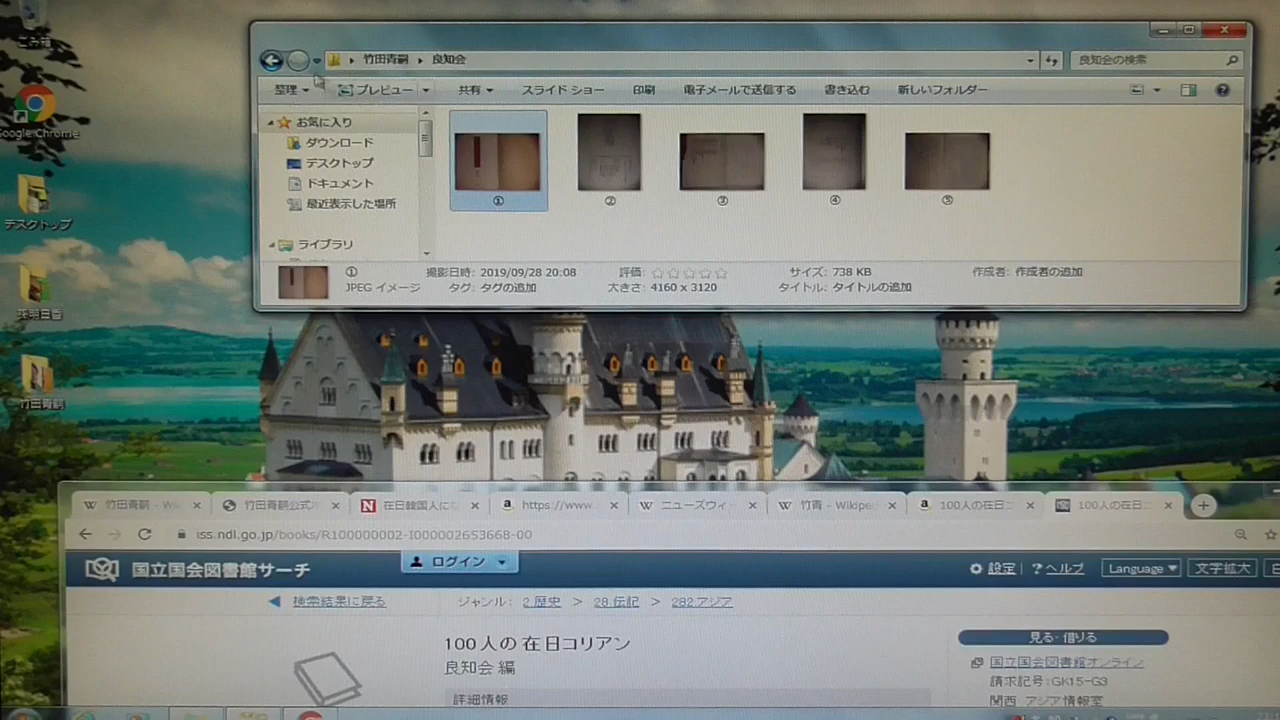 ごみ箱
Google Chrome
デスクトップ
竹田青嗣
竹田青嗣 ▸ 良知会
良知会の検索
整理 プレビュー 共有 スライド ショー 印刷 電子メールで送信する 書き込む 新しいフォルダー
お気に入り
ダウンロード
デスクトップ
ドキュメント
最近表示した場所
ライブラリ
① ② ③ ④ ⑤
① 撮影日時: 2019/09/28 20:08 評価: ☆☆☆☆☆ サイズ: 738 KB 作成者: 作成者の追加
JPEG イメージ タグ: タグの追加 大きさ: 4160 x 3120 タイトル: タイトルの追加
竹田青嗣 - Wi 竹田青嗣公式 在日韓国人に https://www ニューズウィ 竹青 - Wikipe 100人の在日コ 100人の在日コ
iss.ndl.go.jp/books/R100000002-I000002653668-00
国立国会図書館サーチ ログイン 設定 | ? ヘルプ Language 文字拡大
検索結果に戻る ジャンル: 2.歴史 > 28.伝記 > 282.アジア
100人の在日コリアン
良知会 編
詳細情報
見る・借りる
国立国会図書館オンライン
請求記号:GK15-G3
関西 アジア情報室